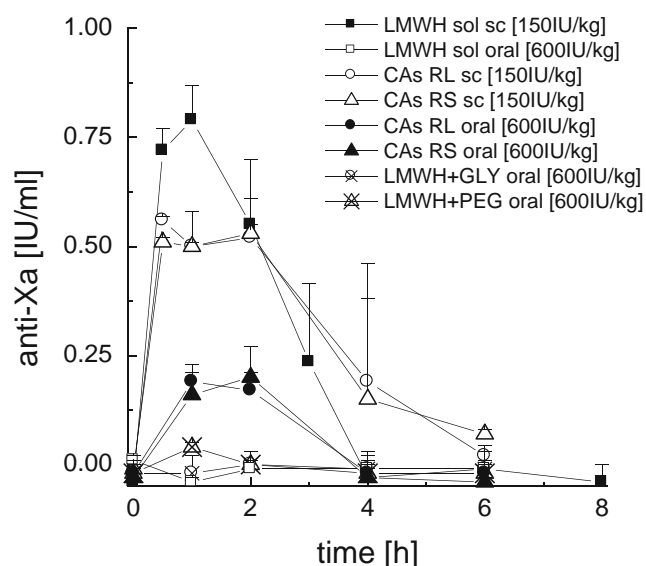 LMWH sol sc [150IU/kg]
LMWH sol oral [600IU/kg]
CAs RL sc [150IU/kg]
CAs RS sc [150IU/kg]
CAs RL oral [600IU/kg]
CAs RS oral [600IU/kg]
LMWH+GLY oral [600IU/kg]
LMWH+PEG oral [600IU/kg]
anti-Xa [IU/ml]
1.00
0.75
0.50
0.25
0.00
0 2 4 6 8
time [h]